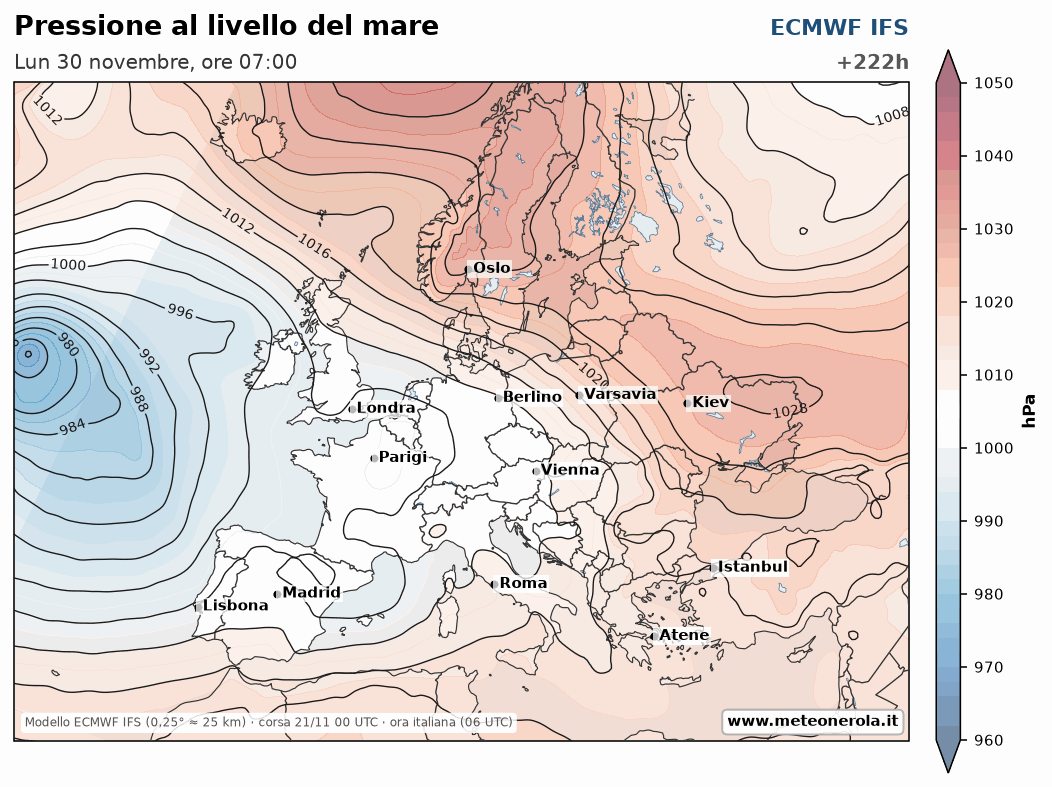 Pressione al livello del mare
ECMWF IFS
Lun 30 novembre, ore 07:00
+222h
1012
1008
1012
1016
1000
996
980
992
988
984
1020
1028
Oslo
Berlino
Varsavia
Kiev
Londra
Parigi
Vienna
Istanbul
Roma
Madrid
Lisbona
Atene
1050
1040
1030
1020
1010
1000
990
980
970
960
hPa
Modello ECMWF IFS (0,25° ≈ 25 km) · corsa 21/11 00 UTC · ora italiana (06 UTC)
www.meteonerola.it